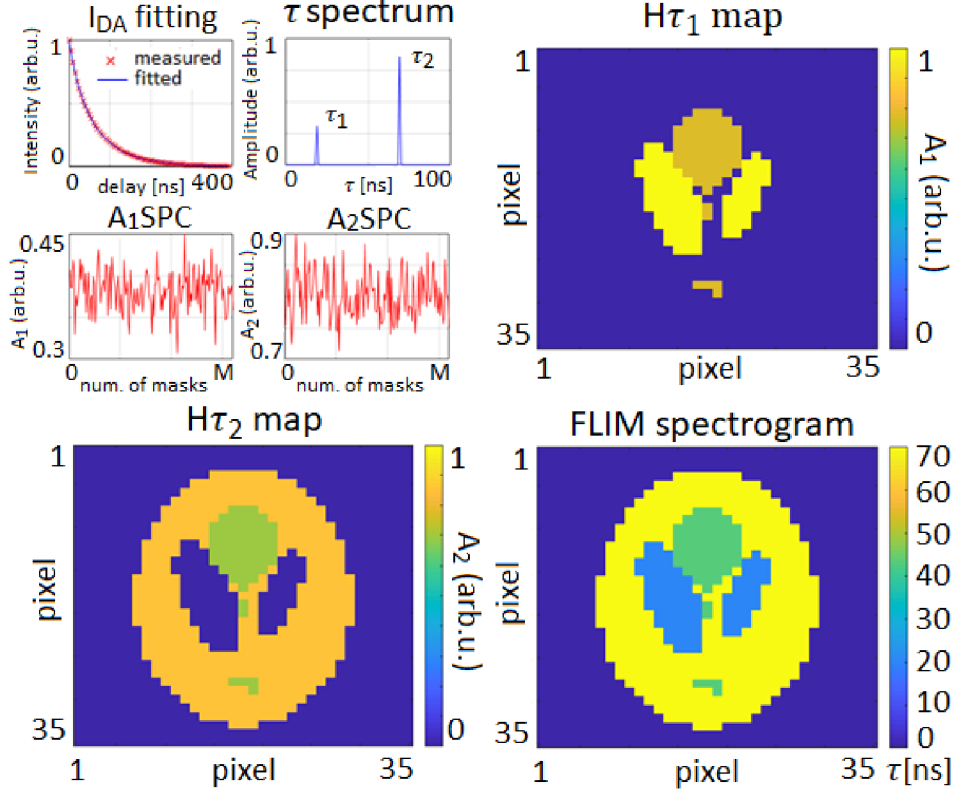 I_DA fitting
1
Intensity (arb.u.)
0
measured
fitted
0
delay [ns]
400
τ spectrum
1
Amplitude (arb.u.)
0
τ₁
τ₂
0
τ [ns]
100
A₁SPC
0.45
A₁ (arb.u.)
0.3
0
M
num. of masks
A₂SPC
0.9
A₂ (arb.u.)
0.7
0
M
num. of masks
Hτ₁ map
1
pixel
35
1
pixel
35
1
A₁ (arb.u.)
0
Hτ₂ map
1
pixel
35
1
pixel
35
1
A₂ (arb.u.)
0
FLIM spectrogram
1
pixel
35
1
pixel
35
70
60
50
40
30
20
10
0
τ[ns]